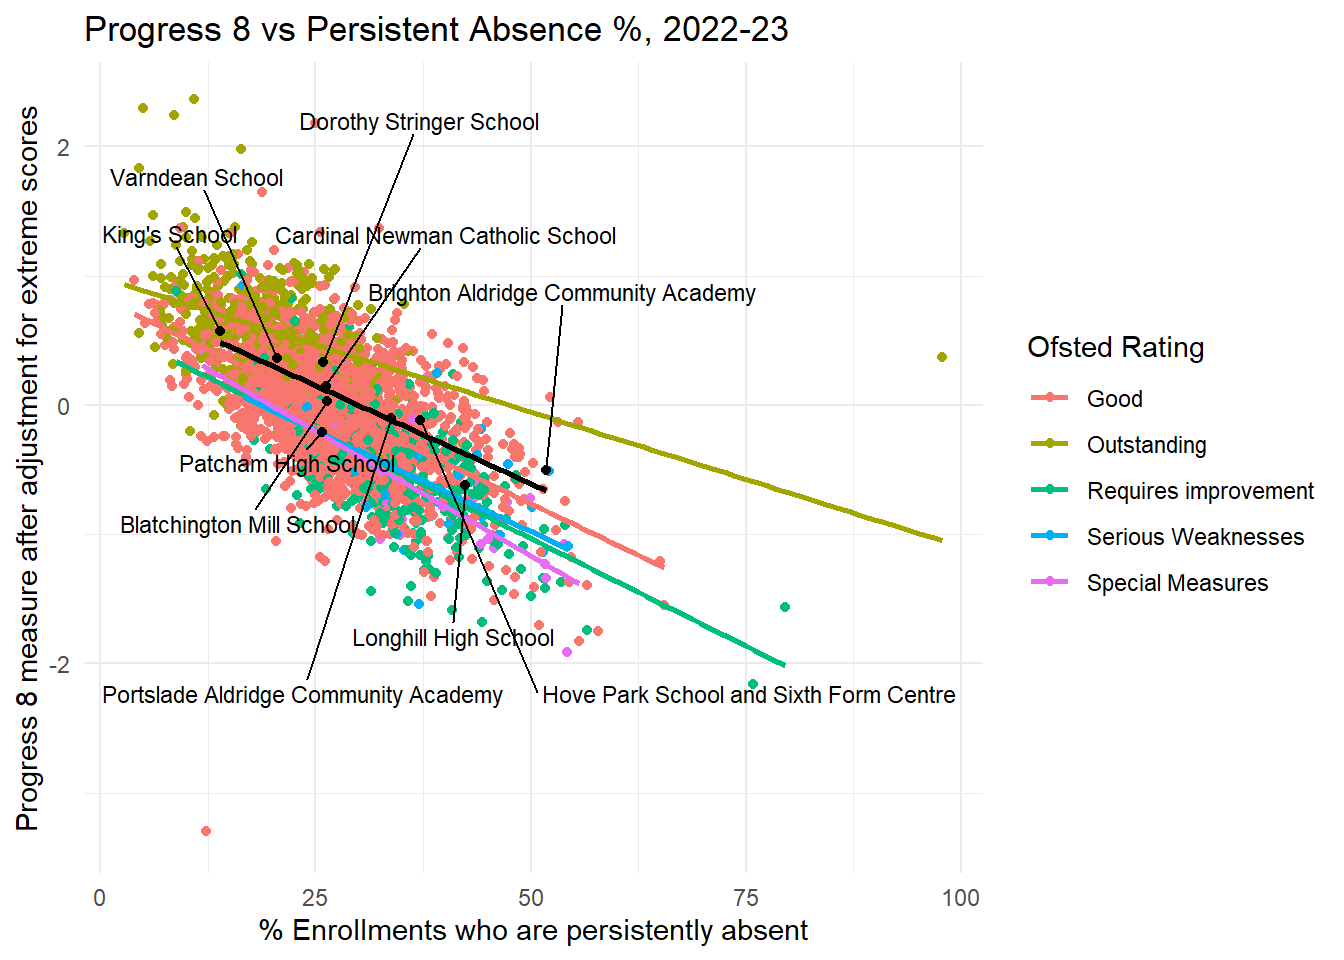 Progress 8 vs Persistent Absence %, 2022-23
Progress 8 measure after adjustment for extreme scores
2
0
-2
Dorothy Stringer School
Varndean School
King's School
Cardinal Newman Catholic School
Brighton Aldridge Community Academy
Patcham High School
Blatchington Mill School
Longhill High School
Portslade Aldridge Community Academy
Hove Park School and Sixth Form Centre
0
25
50
75
100
% Enrollments who are persistently absent
Ofsted Rating
Good
Outstanding
Requires improvement
Serious Weaknesses
Special Measures